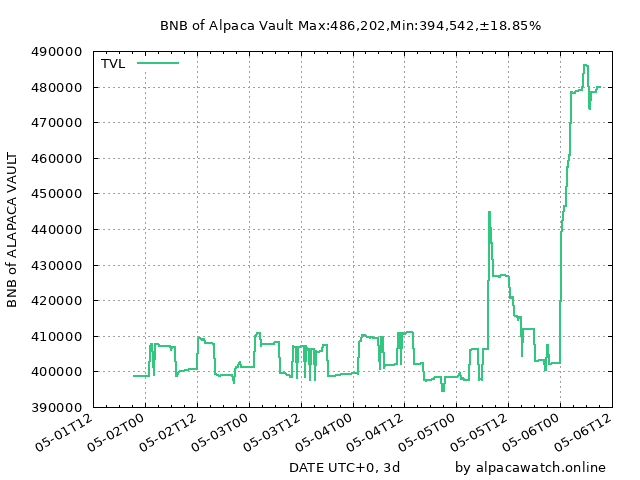 BNB of Alpaca Vault Max:486,202,Min:394,542,±18.85%
TVL
BNB of ALAPACA VAULT
490000
480000
470000
460000
450000
440000
430000
420000
410000
400000
390000
05-01T12
05-02T00
05-02T12
05-03T00
05-03T12
05-04T00
05-04T12
05-05T00
05-05T12
05-06T00
05-06T12
DATE UTC+0, 3d
by alpacawatch.online